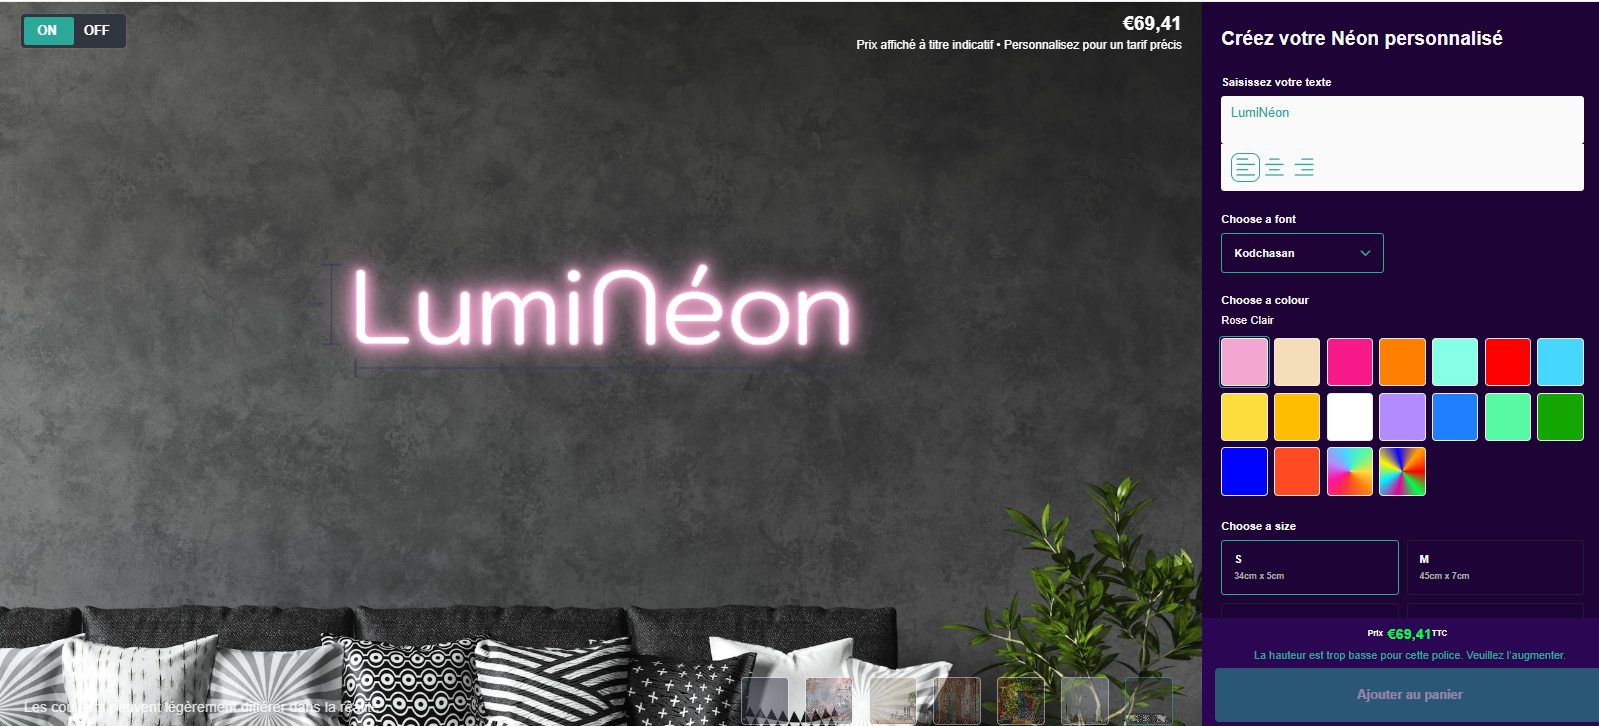 ON OFF
€69,41
Prix affiché à titre indicatif • Personnalisez pour un tarif précis
LumiNéon
Les couleurs peuvent légèrement différer dans la réalité
Créez votre Néon personnalisé
Saisissez votre texte
LumiNéon
Choose a font
Kodchasan
Choose a colour
Rose Clair
Choose a size
S
34cm x 5cm
M
45cm x 7cm
Prix €69,41 TTC
La hauteur est trop basse pour cette police. Veuillez l'augmenter.
Ajouter au panier